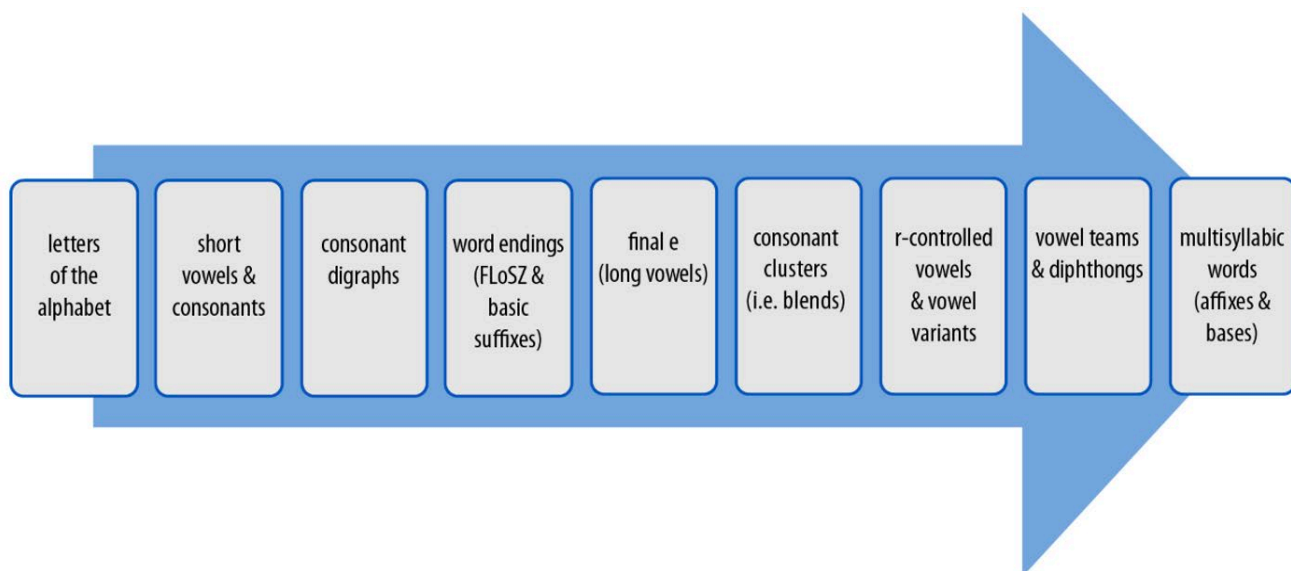 letters
of the
alphabet
short
vowels &
consonants
consonant
digraphs
word endings
(FLoSZ &
basic
suffixes)
final e
(long vowels)
consonant
clusters
(i.e. blends)
r-controlled
vowels
& vowel
variants
vowel teams
& diphthongs
multisyllabic
words
(affixes &
bases)